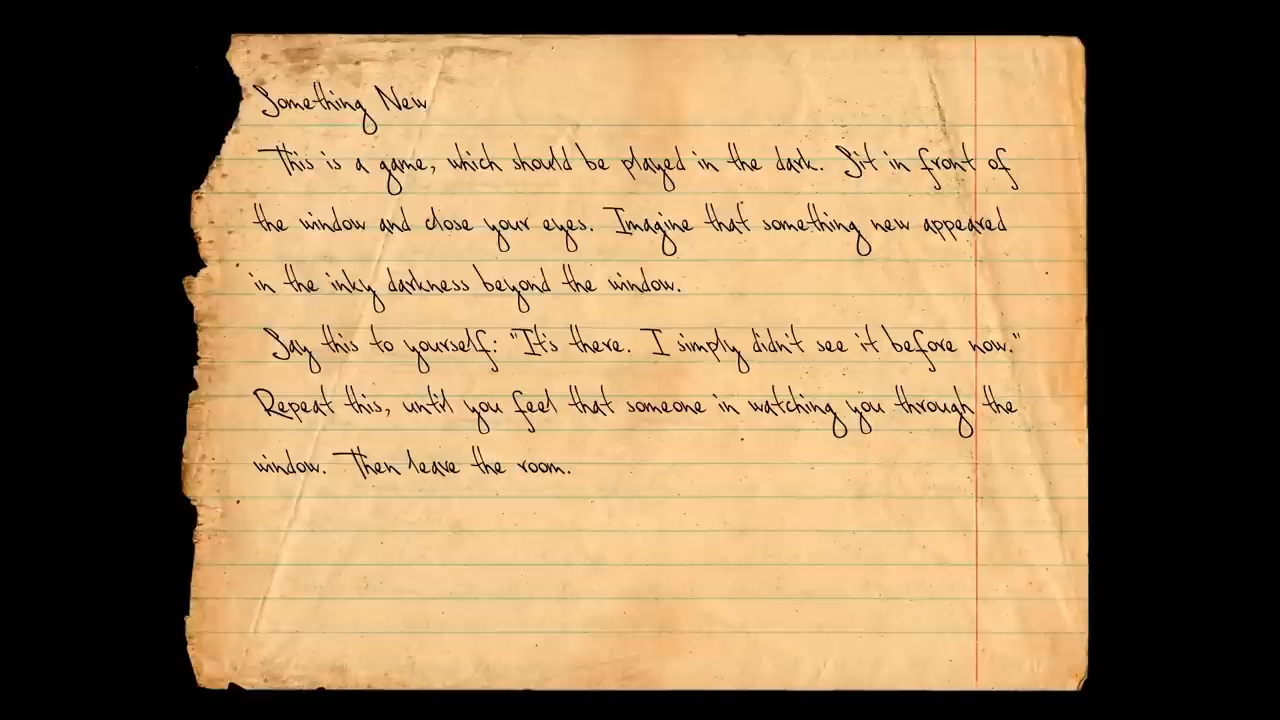 Something New
This is a game, which should be played in the dark. Sit in front of
the window and close your eyes. Imagine that something new appeared
in the inky darkness beyond the window.
Say this to yourself: "It's there. I simply didn't see it before now."
Repeat this, until you feel that someone in watching you through the
window. Then leave the room.